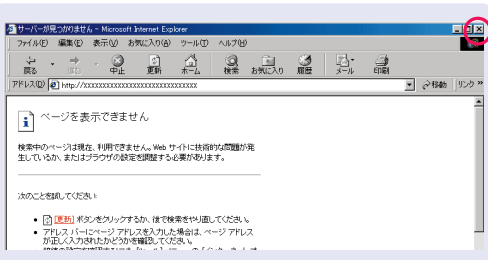 サーバーが見つかりません - Microsoft Internet Explorer
ファイル(F) 編集(E) 表示(V) お気に入り(A) ツール(T) ヘルプ(H)
戻る 中止 更新 ホーム 検索 お気に入り 履歴 メール 印刷
アドレス(D) http://xxxxxxxxxxxxxxxxxxxxxxxxxxxxxx 移動 リンク »
ページを表示できません
検索中のページは現在、利用できません。Web サイトに技術的な問題が発
生しているか、またはブラウザの設定を調整する必要があります。
次のことを試してください:
• [更新] ボタンをクリックするか、後で検索をやり直してください。
• アドレス バーにページ アドレスを入力した場合は、ページ アドレス
が正しく入力されたかどうかを確認してください。